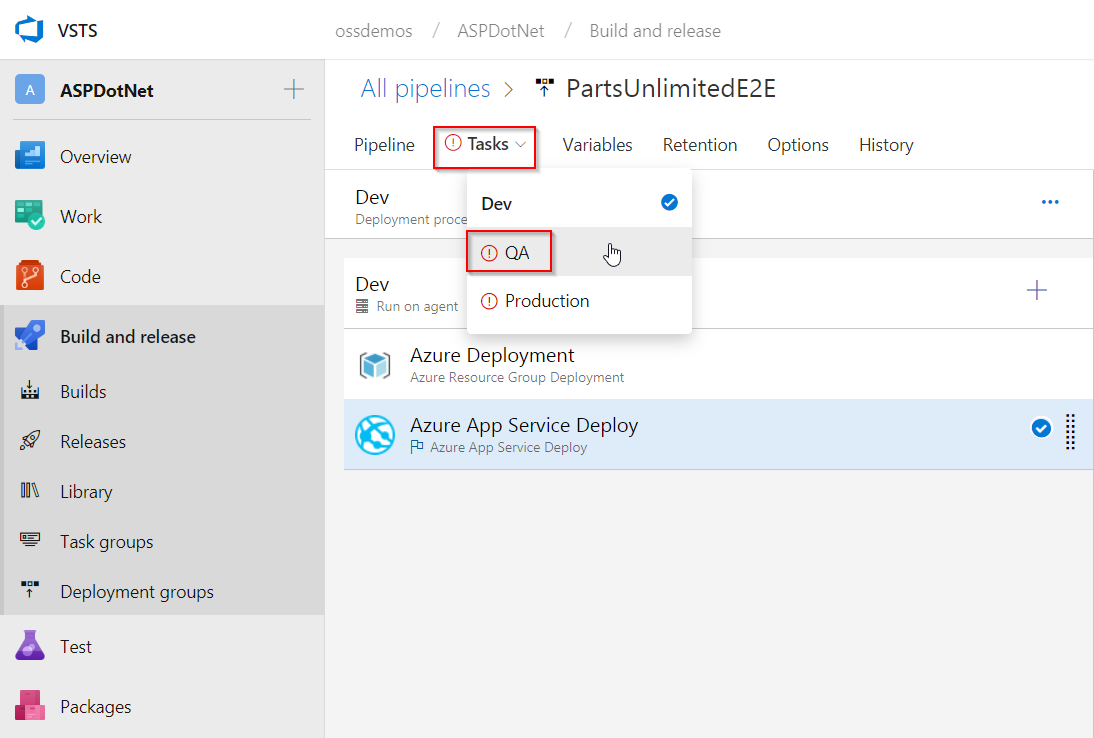 VSTS
ossdemos / ASPDotNet / Build and release
A ASPDotNet
Overview
Work
Code
Build and release
Builds
Releases
Library
Task groups
Deployment groups
Test
Packages
All pipelines > PartsUnlimitedE2E
Pipeline Tasks Variables Retention Options History
Dev
Deployment proce
Dev
QA
Production
Dev
Run on agent
Azure Deployment
Azure Resource Group Deployment
Azure App Service Deploy
Azure App Service Deploy